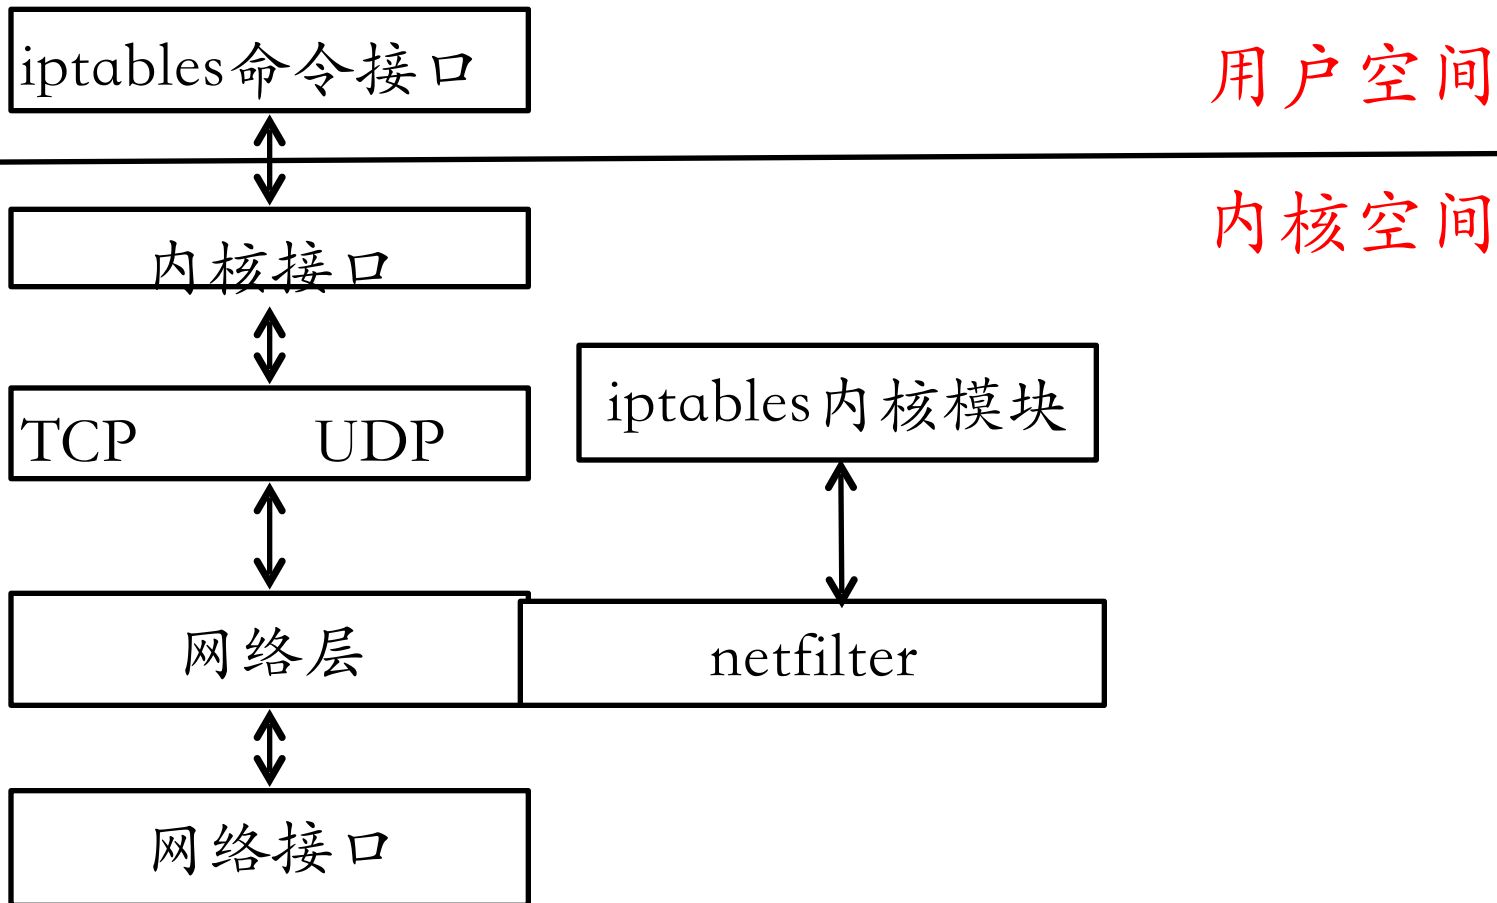 iptables命令接口
用户空间
内核空间
内核接口
iptables内核模块
TCP UDP
网络层
netfilter
网络接口